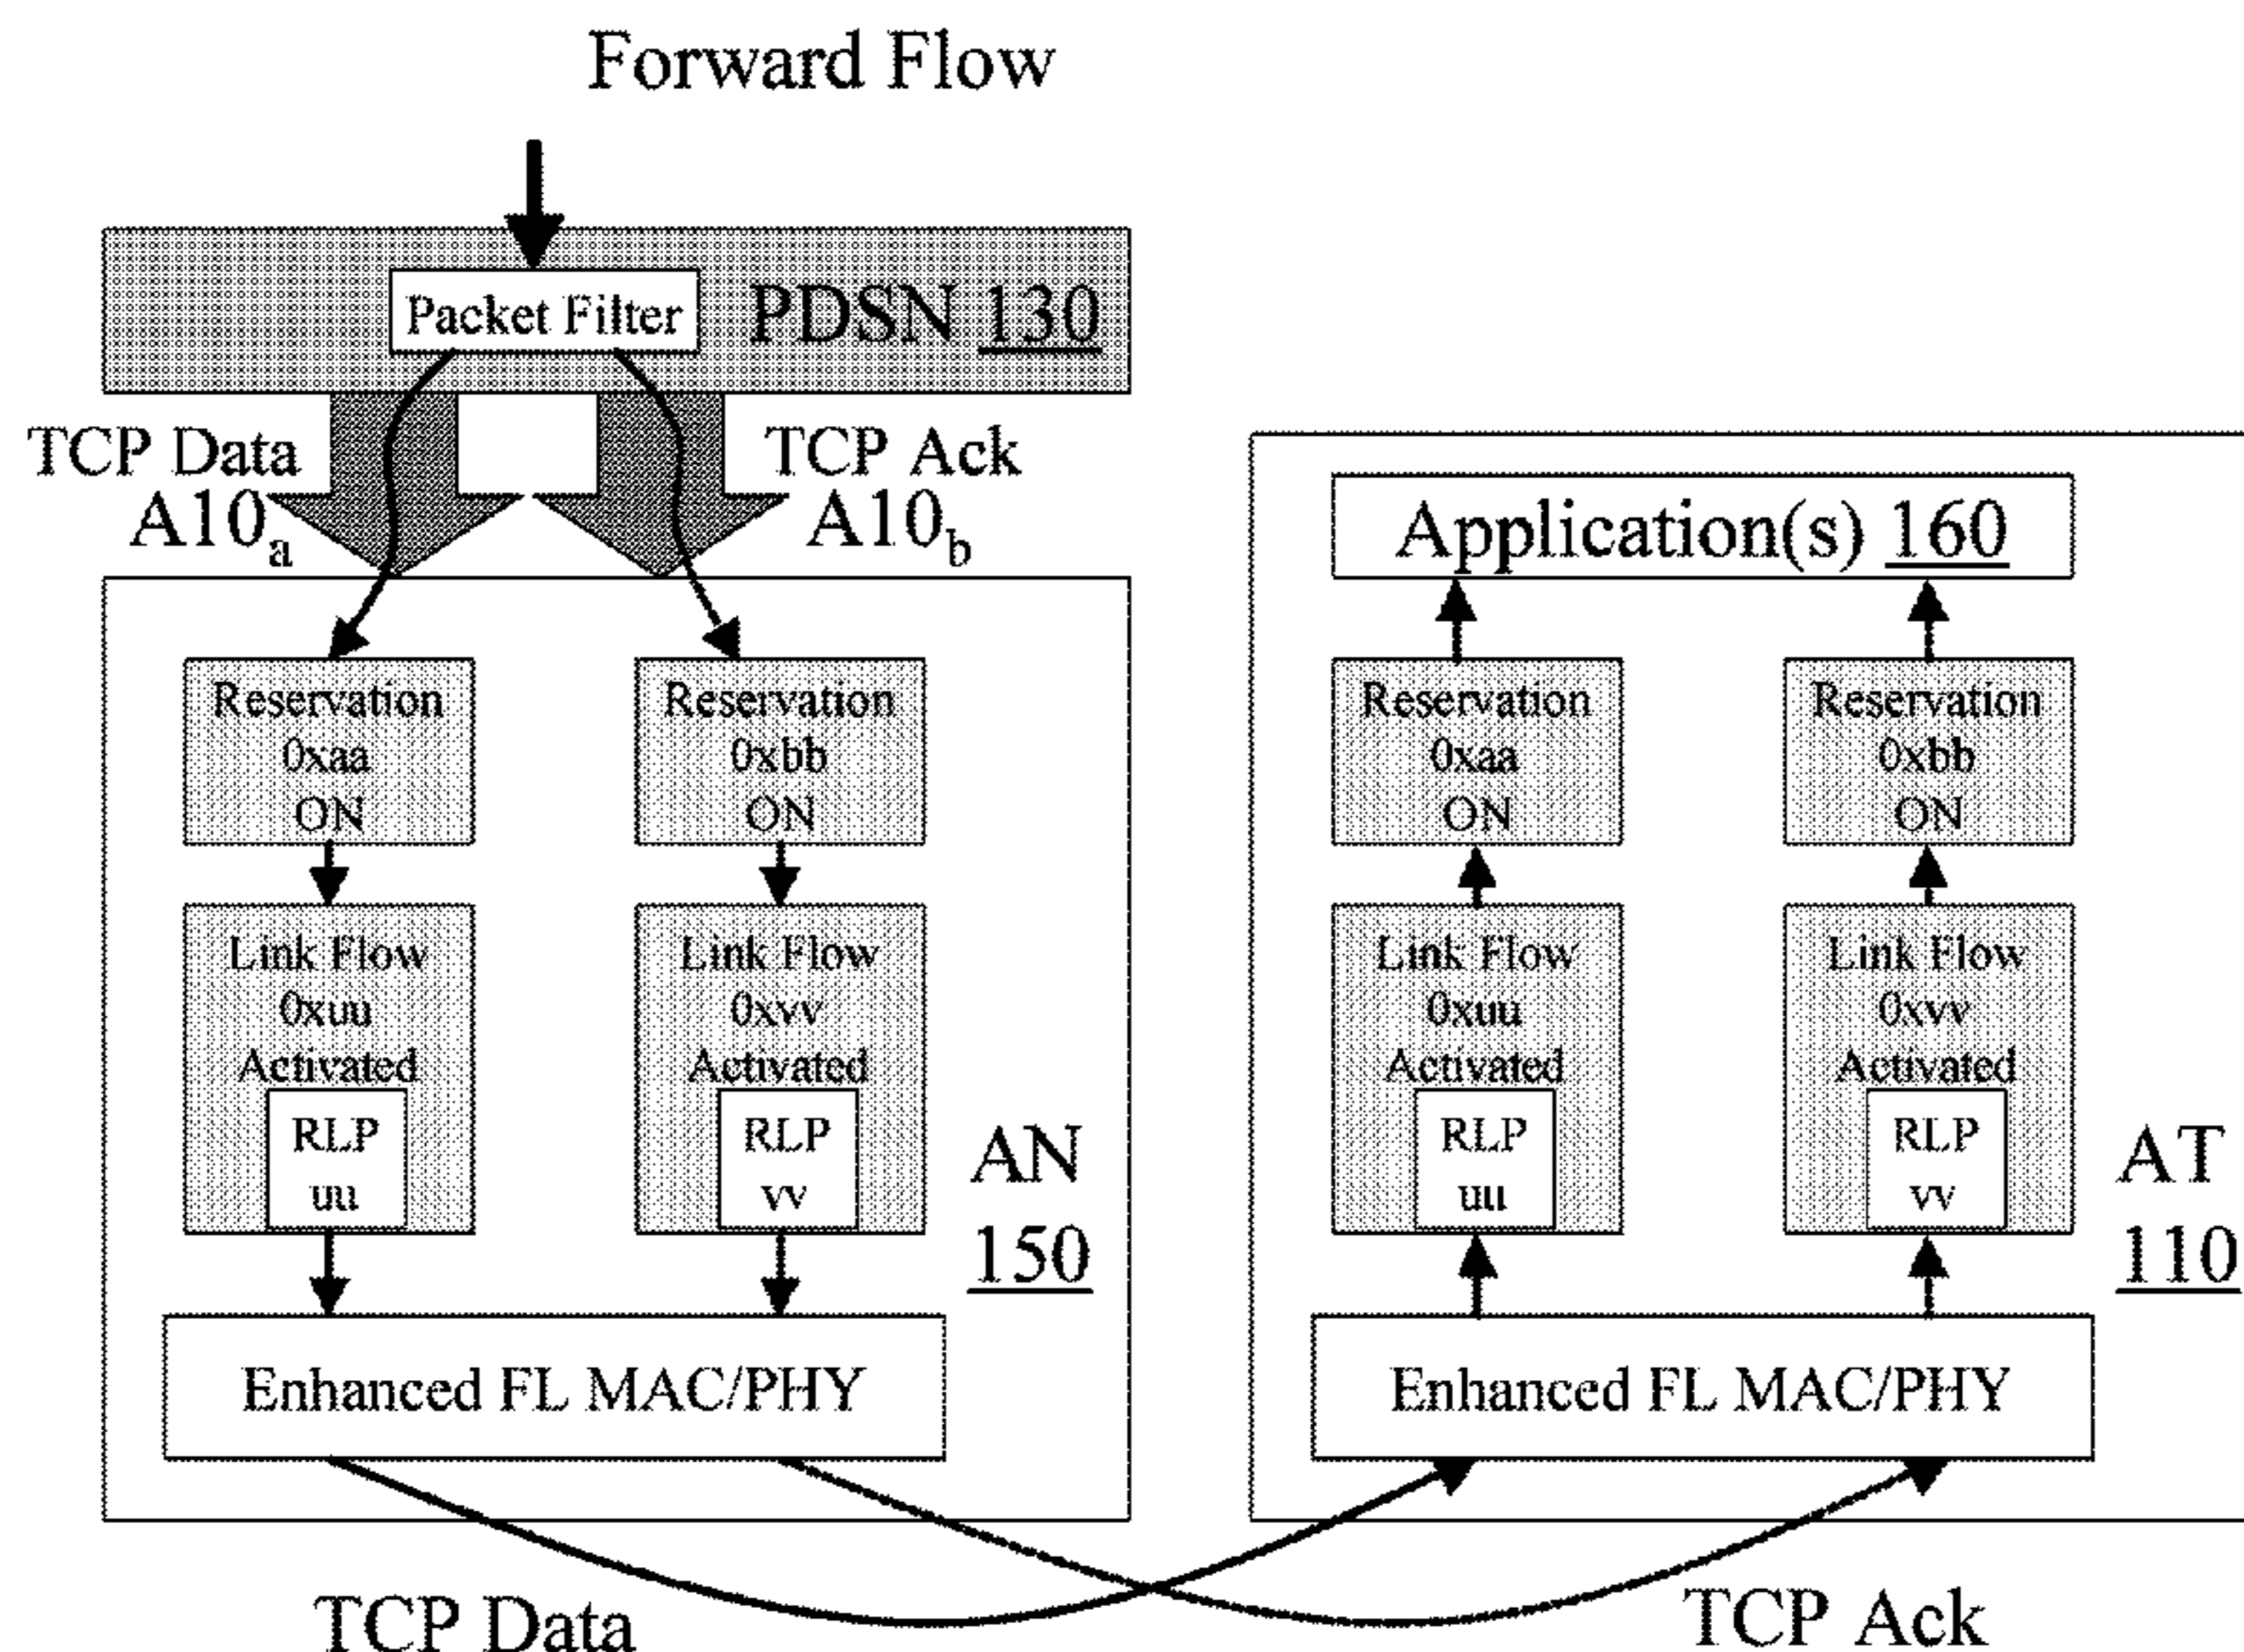 Forward Flow
Packet Filter
PDSN 130
TCP Data
A10a
TCP Ack
A10b
Reservation
0xaa
ON
Reservation
0xbb
ON
Link Flow
0xuu
Activated
RLP
uu
Link Flow
0xvv
Activated
RLP
vv
AN
150
Enhanced FL MAC/PHY
Application(s) 160
Reservation
0xaa
ON
Reservation
0xbb
ON
Link Flow
0xuu
Activated
RLP
uu
Link Flow
0xvv
Activated
RLP
vv
AT
110
Enhanced FL MAC/PHY
TCP Data
TCP Ack